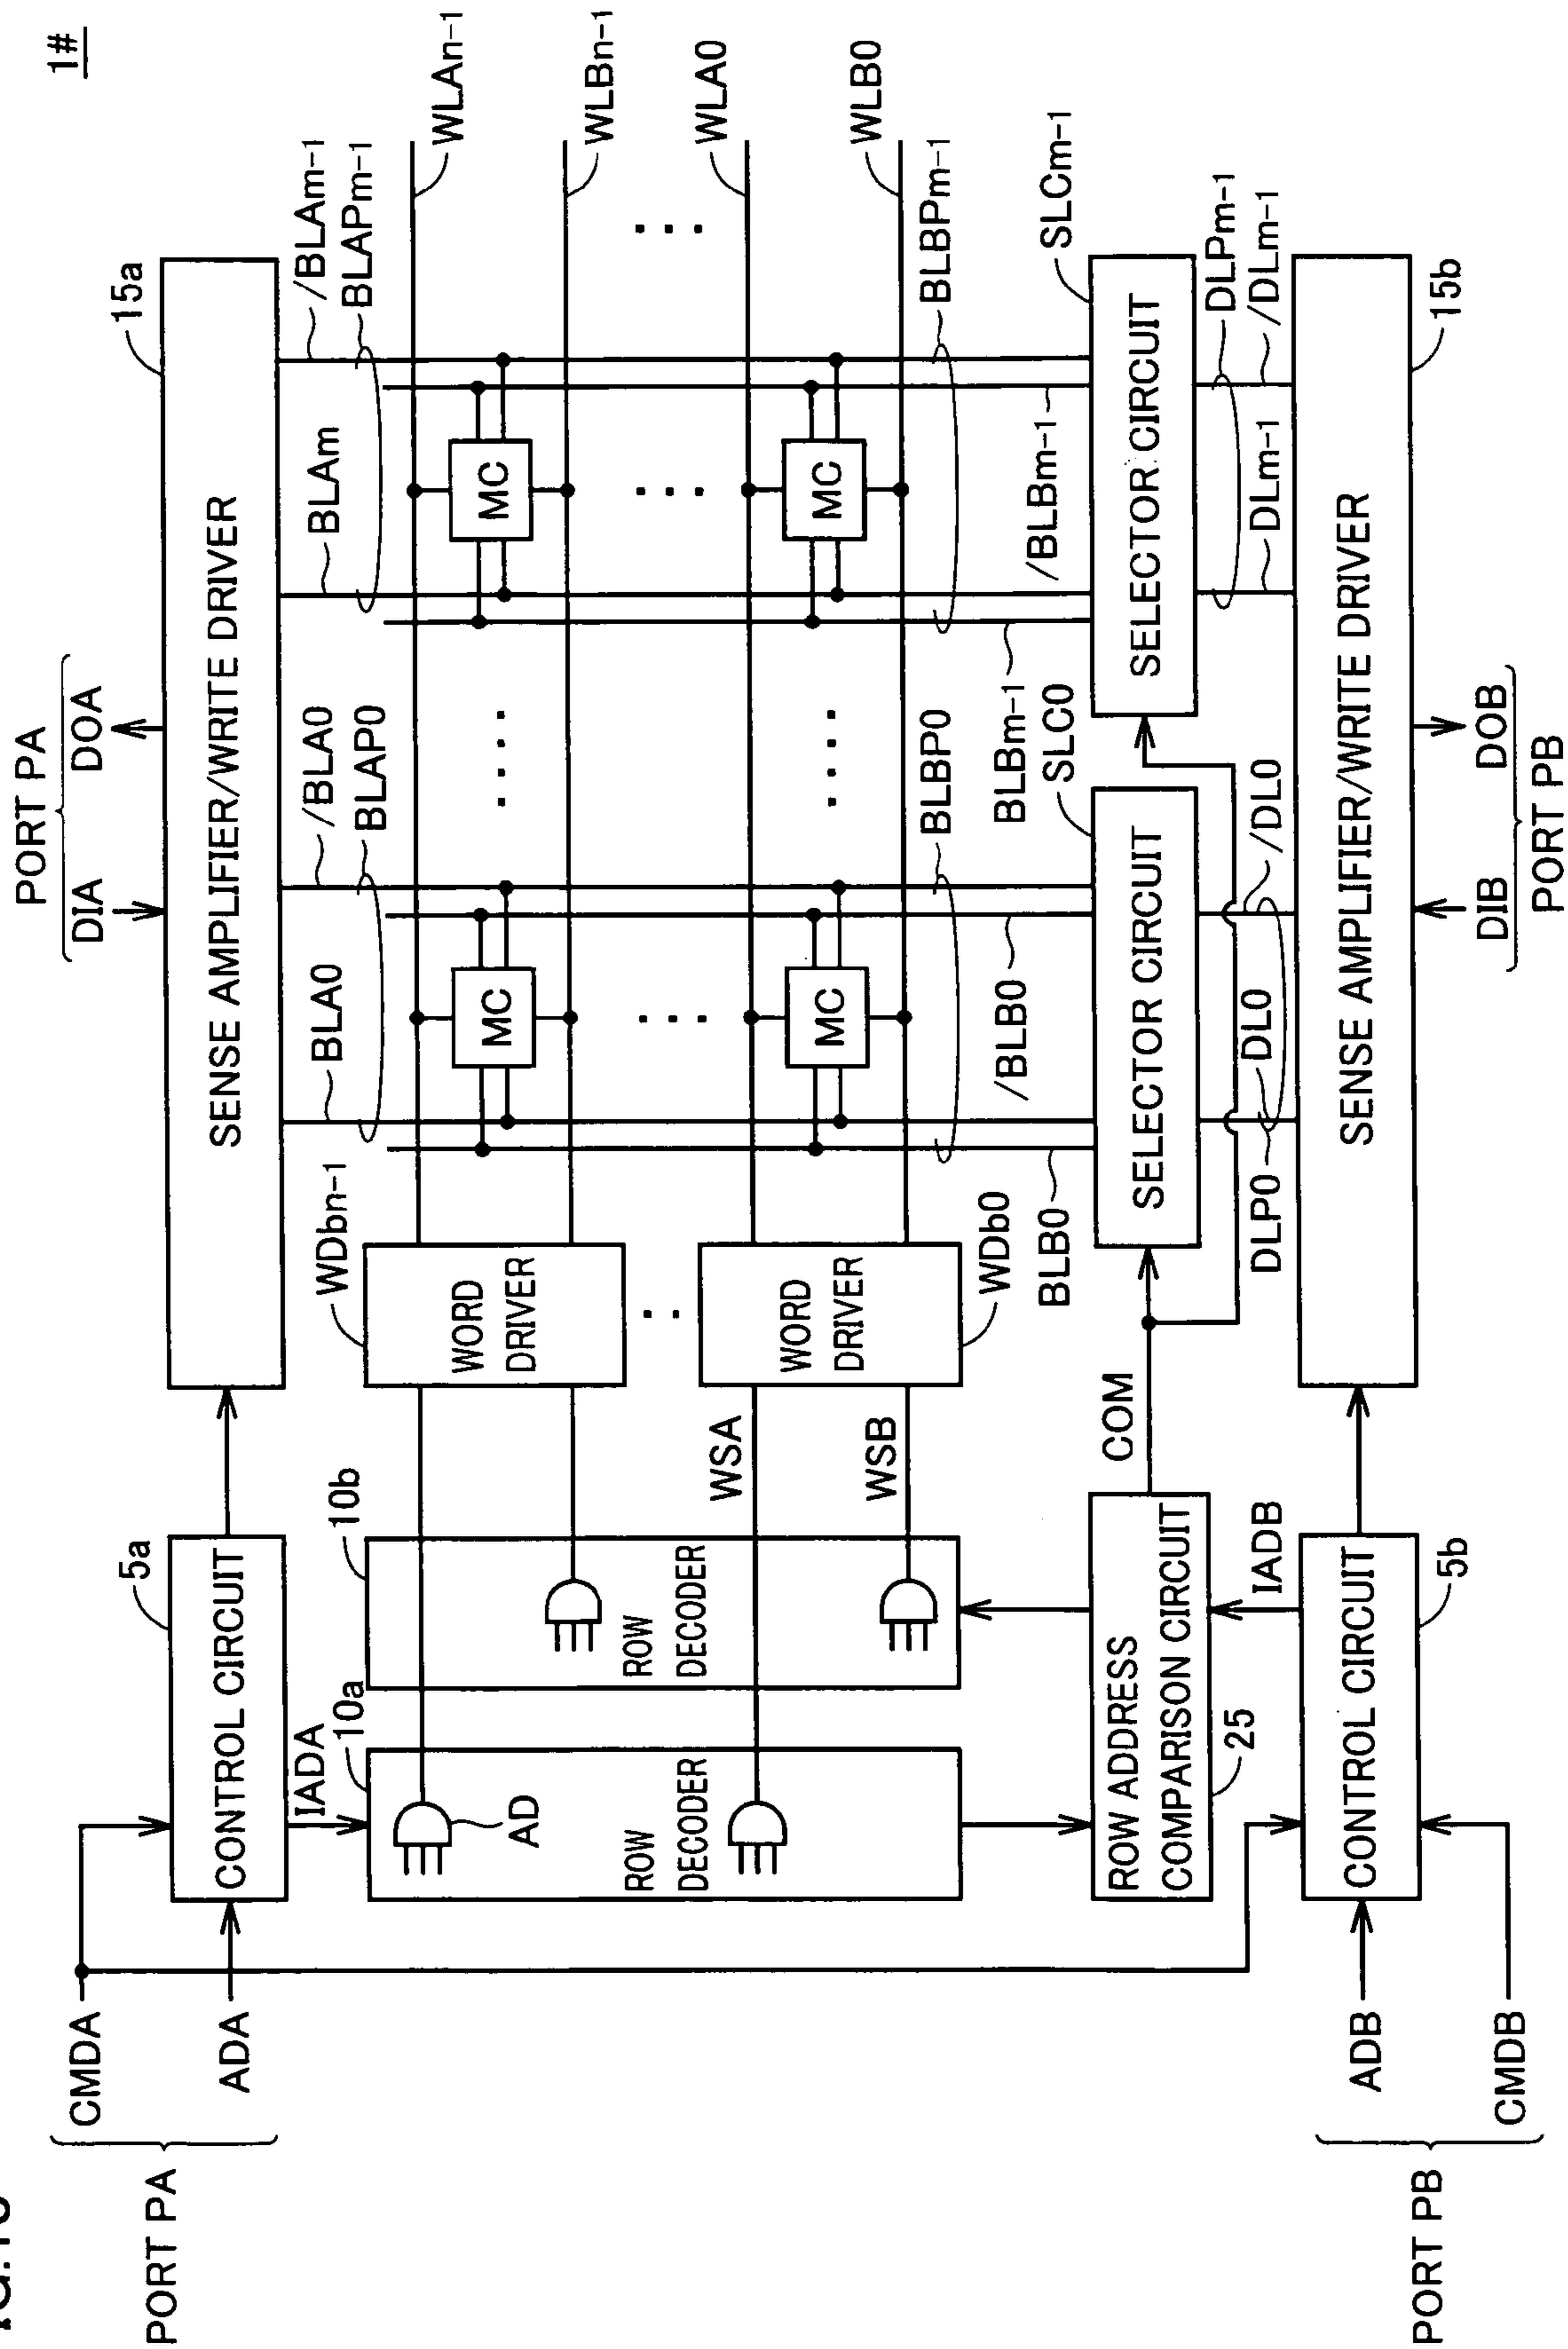 1#
PORT PA
DIA
DOA
15a
SENSE AMPLIFIER/WRITE DRIVER
CMDA
ADA
PORT PA
5a
CONTROL CIRCUIT
IADA
BLA0
/BLA0
BLAP0
BLAm
/BLAm-1
BLAPm-1
WLAn-1
WLBn-1
WLA0
WLB0
10a
10b
WDbn-1
AD
ROW
DECODER
ROW
DECODER
WORD
DRIVER
WORD
DRIVER
WDb0
WSA
WSB
MC
MC
MC
MC
BLBP0
BLBPm-1
/BLB0
BLB0
BLBm-1
/BLBm-1
SLC0
SLCm-1
ROW ADDRESS
COMPARISON CIRCUIT
25
COM
SELECTOR CIRCUIT
SELECTOR CIRCUIT
IADB
DLP0
DL0
/DL0
DLm-1
/DLm-1
DLPm-1
CONTROL CIRCUIT
5b
SENSE AMPLIFIER/WRITE DRIVER
15b
ADB
CMDB
PORT PB
DIB
DOB
PORT PB